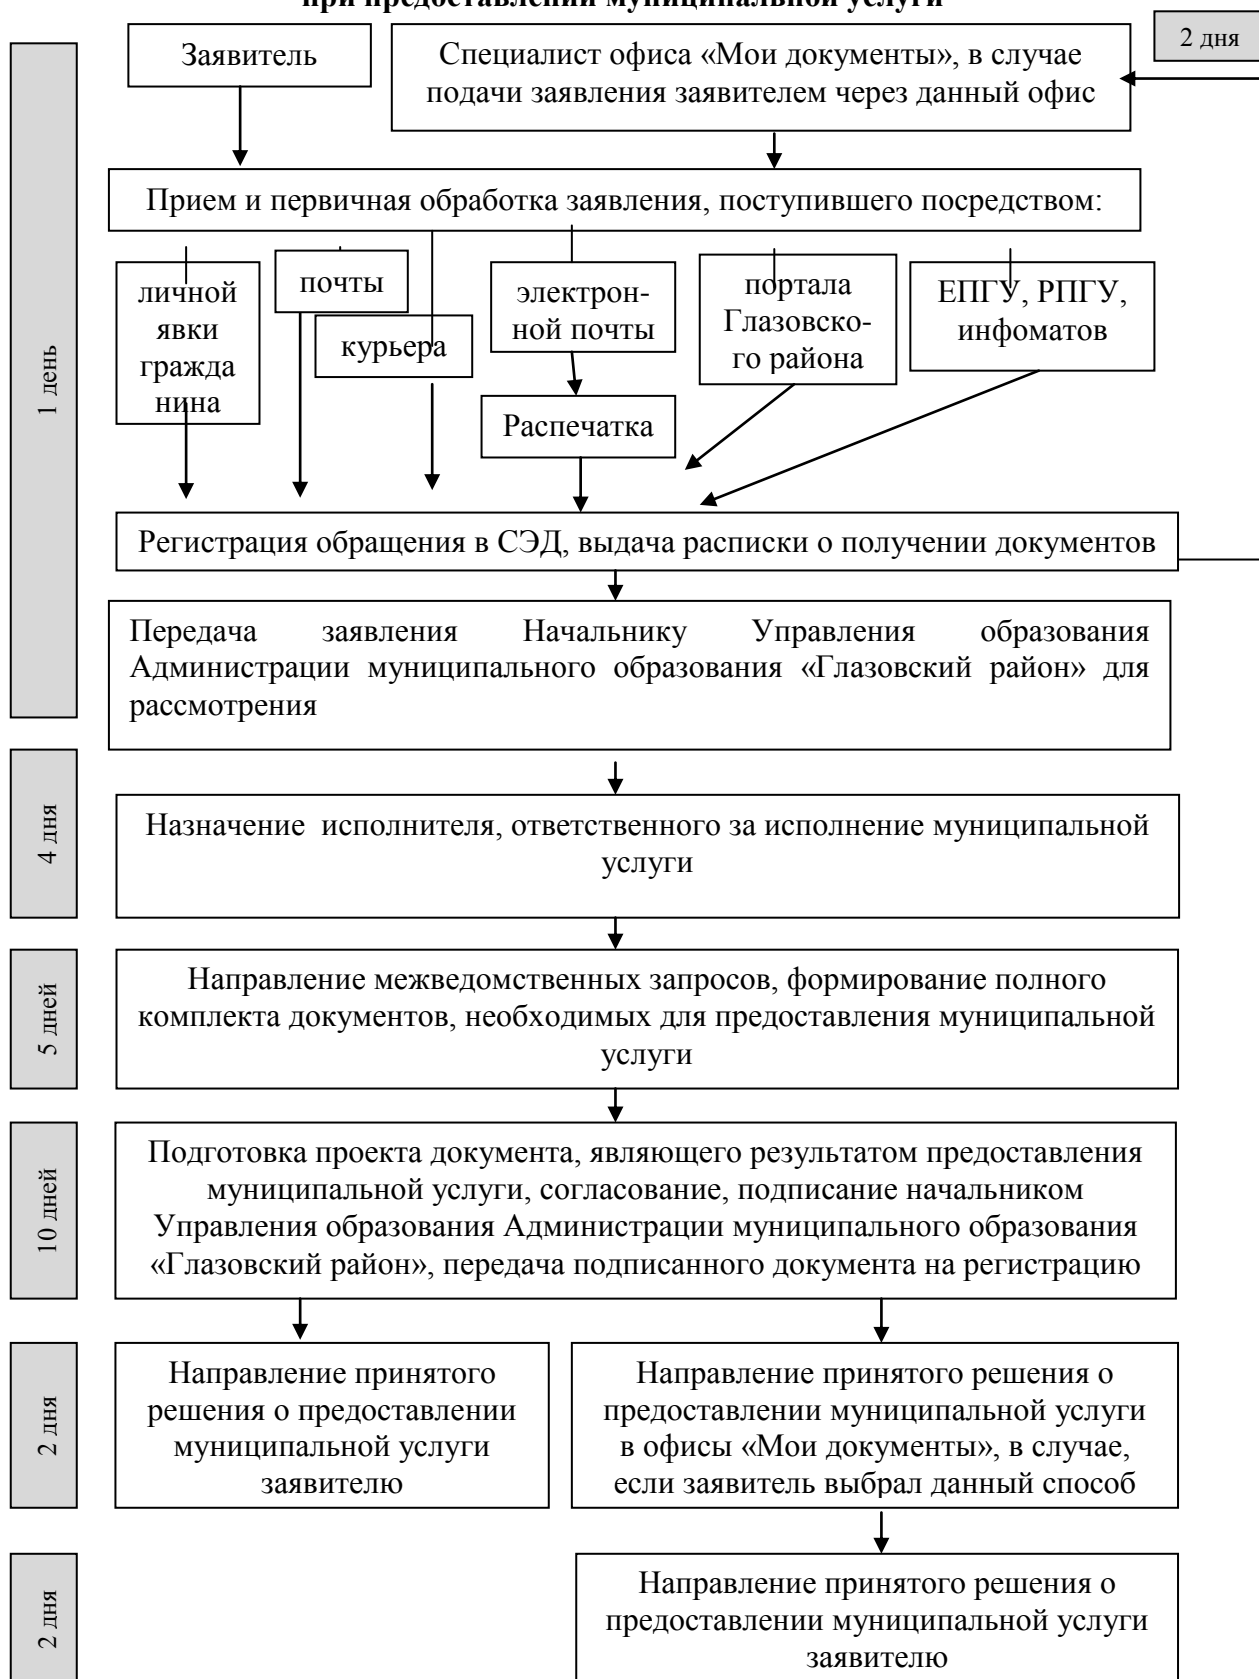 при предоставлении муниципальной услуги
2 дня
Заявитель
Специалист офиса «Мои документы», в случае
подачи заявления заявителем через данный офис
1 день
Прием и первичная обработка заявления, поступившего посредством:
личной
явки
гражда
нина
почты
курьера
электрон-
ной почты
портала
Глазовско-
го района
ЕПГУ, РПГУ,
инфоматов
Распечатка
Регистрация обращения в СЭД, выдача расписки о получении документов
Передача заявления Начальнику Управления образования
Администрации муниципального образования «Глазовский район» для
рассмотрения
4 дня
Назначение исполнителя, ответственного за исполнение муниципальной
услуги
5 дней
Направление межведомственных запросов, формирование полного
комплекта документов, необходимых для предоставления муниципальной
услуги
10 дней
Подготовка проекта документа, являющего результатом предоставления
муниципальной услуги, согласование, подписание начальником
Управления образования Администрации муниципального образования
«Глазовский район», передача подписанного документа на регистрацию
2 дня
Направление принятого
решения о предоставлении
муниципальной услуги
заявителю
Направление принятого решения о
предоставлении муниципальной услуги
в офисы «Мои документы», в случае,
если заявитель выбрал данный способ
2 дня
Направление принятого решения о
предоставлении муниципальной услуги
заявителю